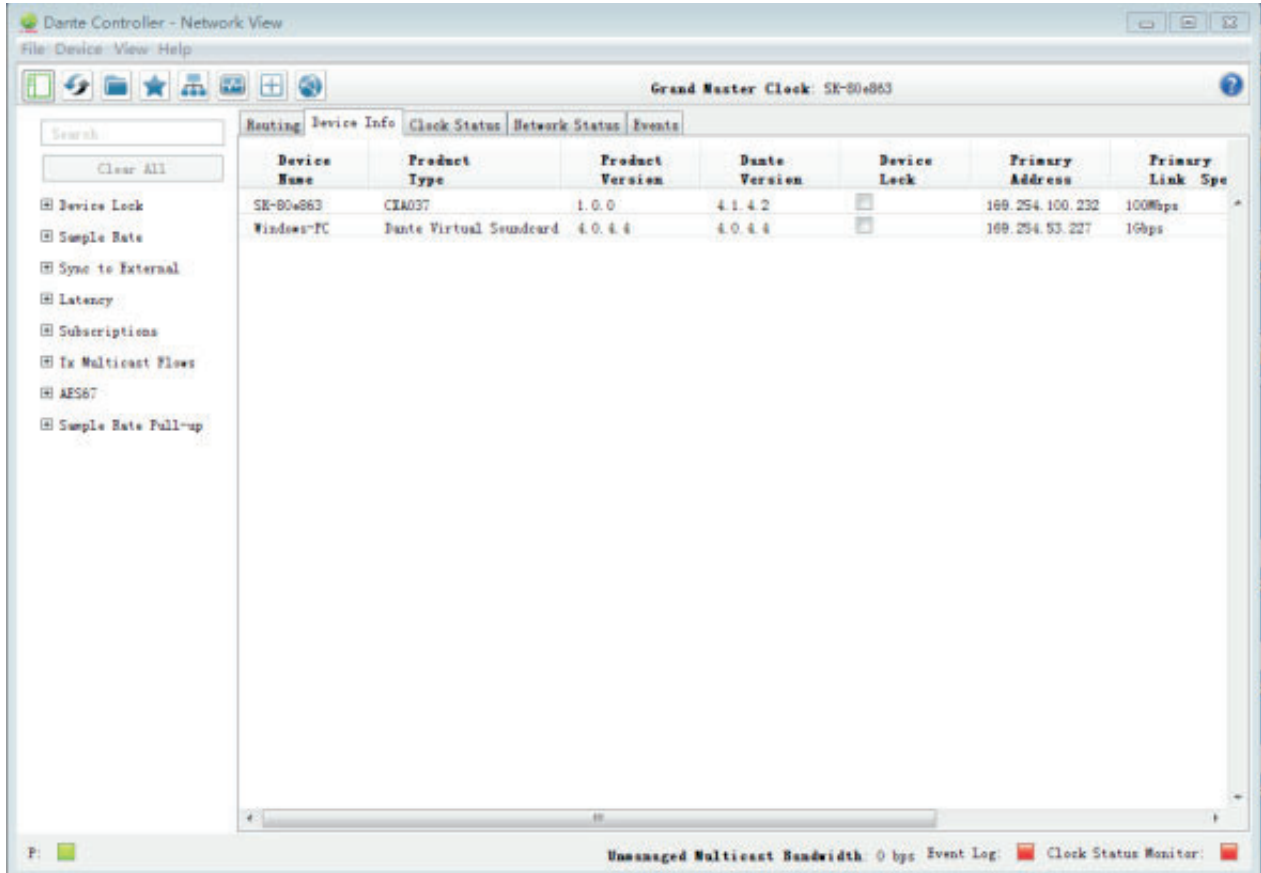 Dante Controller - Network View
File Device View Help
Grand Master Clock: SK-80e863
Search
Clear All
Device Lock
Sample Rate
Sync to External
Latency
Subscriptions
Tx Multicast Flows
AES67
Sample Rate Pull-up
Routing Device Info Clock Status Network Status Events
Device Name Product Type Product Version Dante Version Device Lock Primary Address Primary Link Spe
SK-80e863 CXA037 1.0.0 4.1.4.2 169.254.100.232 100Mbps
Windows-PC Dante Virtual Soundcard 4.0.4.4 4.0.4.4 169.254.53.227 1Gbps
P: Unmanaged Multicast Bandwidth: 0 bps Event Log: Clock Status Monitor: